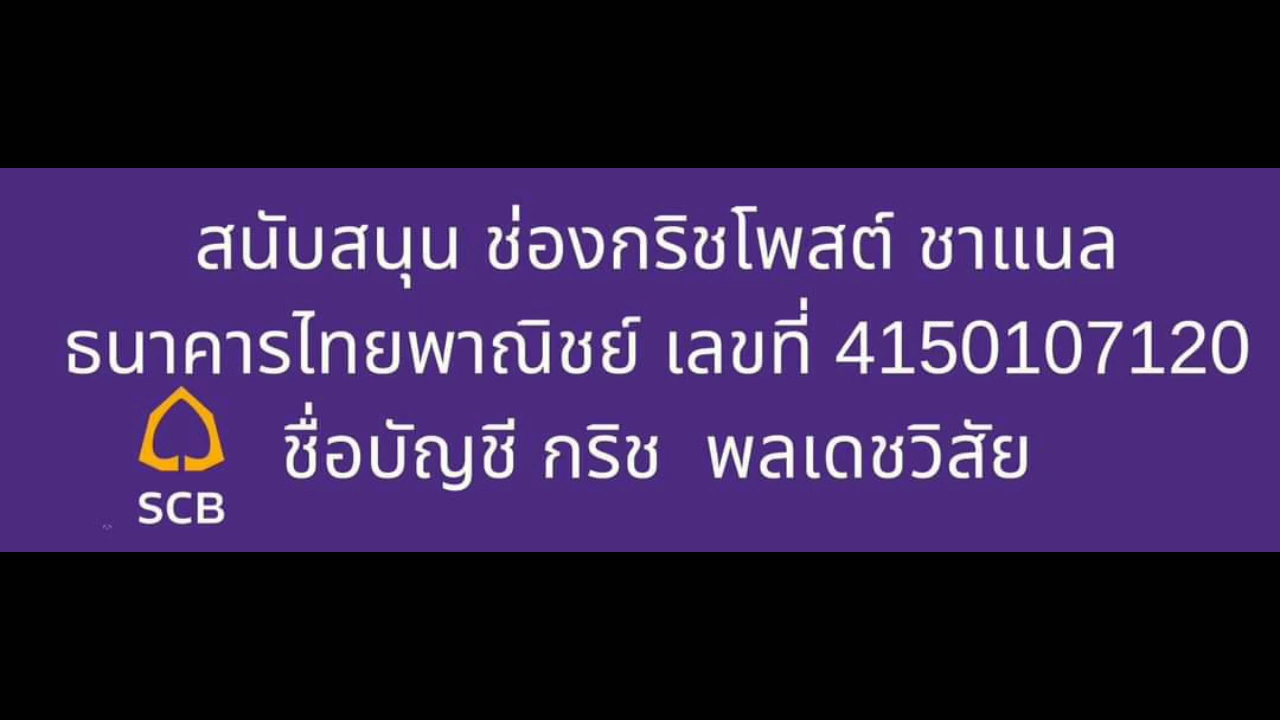 สนับสนุน ช่องกริชโพสต์ ชาแนล
ธนาคารไทยพาณิชย์ เลขที่ 4150107120
ชื่อบัญชี กริช พลเดชวิสัย
SCB